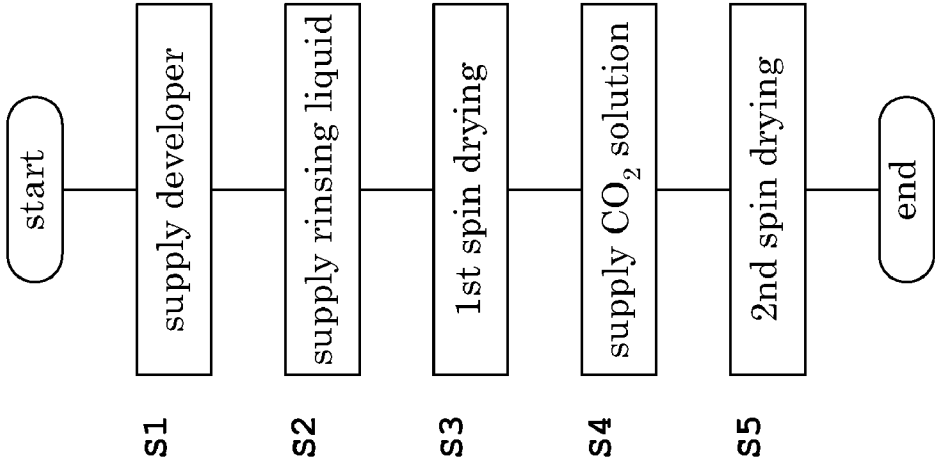 start
s1 supply developer
s2 supply rinsing liquid
s3 1st spin drying
s4 supply CO₂ solution
s5 2nd spin drying
end